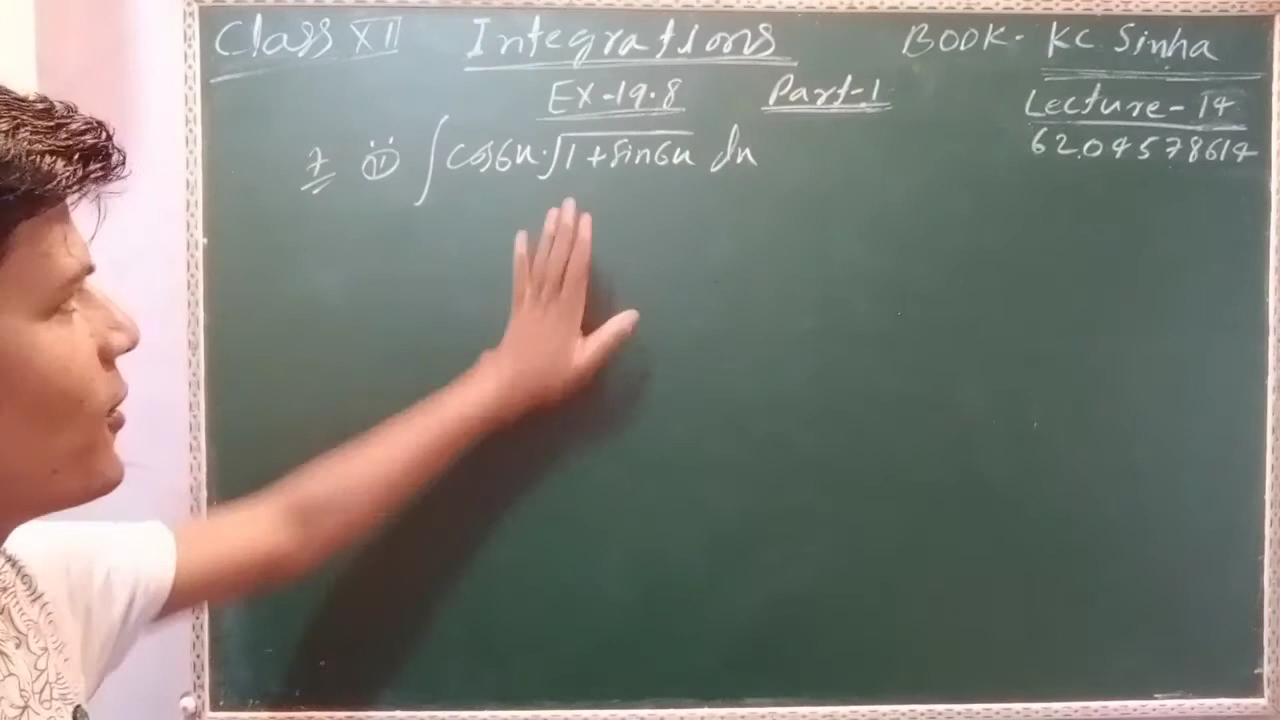 Class XII Integrations BOOK- KC Sinha
EX-19.8 Part-1 Lecture-14
7 (ii) ∫cos6x.√1+sin6x dx 6204578614